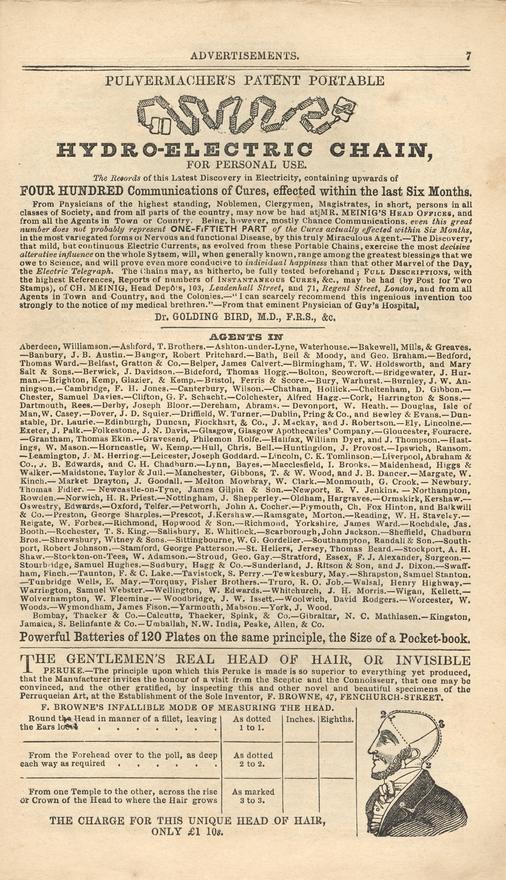 ADVERTISEMENTS. 7
PULVERMACHER'S PATENT PORTABLE
HYDRO-ELECTRIC CHAIN,
FOR PERSONAL USE.
The Records of this Latest Discovery in Electricity, containing upwards of
FOUR HUNDRED Communications of Cures, effected within the last Six Months.
From Physicians of the highest standing, Noblemen, Clergymen, Magistrates, in short, persons in all
classes of Society, and from all parts of the country, may now be had at MR. MEINIG'S HEAD OFFICES, and
from all the Agents in Town or Country. Being, however, mostly Chance Communications, even this great
number does not probably represent ONE-FIFTIETH PART of the Cures actually effected within Six Months,
in the most varied forms of Nervous and Functional Disease, by this truly Miraculous Agent.—The Discovery,
that mild, but continuous Electric Currents, as evolved from these Portable Chains, exercise the most decisive
alterative influence on the whole Sytsem, will, when generally known, range among the greatest blessings that we
owe to Science, and will prove even more conducive to individual happiness than that other Marvel of the Day,
the Electric Telegraph. The chains may, as hitherto, be fully tested beforehand; FULL DESCRIPTIONS, with
the highest References, Reports of numbers of INSTANTANEOUS CURES, &c., may be had (by Post for Two
Stamps), of CH. MEINIG, Head Depôts, 103, Leadenhall Street, and 71, Regent Street, London, and from all
Agents in Town and Country, and the Colonies.—"I can scarcely recommend this ingenious invention too
strongly to the notice of my medical brethren."—From that eminent Physician of Guy's Hospital,
Dr. GOLDING BIRD, M.D., F.R.S., &c.
AGENTS IN
Aberdeen, Williamson.—Ashford, T. Brothers.—Ashton-under-Lyne, Waterhouse.—Bakewell, Mills, & Greaves.
—Banbury, J. B. Austin.—Bangor, Robert Pritchard.—Bath, Beil & Moody, and Geo. Braham.—Bedford,
Thomas Ward.—Belfast, Grattan & Co.—Belper, James Calvert.—Birmingham, T. W. Holdsworth, and Mary
Salt & Sons.—Berwick, J. Davidson.—Bideford, Thomas Hogg.—Bolton, Scowcroft.—Bridgewater, J. Hur-
man.—Brighton, Kemp, Glazier, & Kemp.—Bristol, Ferris & Score.—Bury, Warhurst.—Burnley, J. W. An-
ningson.—Cambridge, F. H. Jones.—Canterbury, Wilson.—Chatham, Hollick.—Cheltenham, D. Gibbon.—
Chester, Samuel Davies.—Clifton, G. F. Schacht.—Colchester, Alfred Hagg.—Cork, Harrington & Sons.—
Dartmouth, Rees.—Derby, Joseph Bloor.—Dereham, Abrams.—Devonport, W. Heath.—Douglas, Isle of
Man, W. Casey.—Dover, J. D. Squier.—Driffield, W. Turner.—Dublin, Pring & Co., and Bewley & Evans.—Dun-
stable, Dr. Laurie.—Edinburgh, Duncan, Flockhart, & Co., J. Mackay, and J. Robertson.—Ely, Lincolne.—
Exeter, J. Palk.—Folkestone, J. N. Davis.—Glasgow, Glasgow Apothecaries' Company.—Gloucester, Fouracre.
—Grantham, Thomas Ekin.—Gravesend, Philemon Rolfe.—Halifax, William Dyer, and J. Thompson.—Hast-
ings, W. Mason.—Horncastle, W. Kemp.—Hull, Chris. Bell.—Huntingdon, J. Provost.—Ipswich, Ransom.
—Leamington, J. M. Herring.—Leicester, Joseph Goddard.—Lincoln, C. K. Tomlinson.—Liverpool, Abraham &
Co., J. B. Edwards, and C. H. Chadburn.—Lynn, Bayes.—Macclesfield, I. Brooks.—Maidenhead, Higgs &
Walker.—Maidstone, Taylor & Jull.—Manchester, Gibbons, T. & W. Wood, and J. B. Dancer.—Margate, W.
Kinch.—Market Drayton, J. Goodall.—Melton Mowbray, W. Clark.—Monmouth, G. Crook.—Newbury,
Thomas Fidler.—Newcastle-on-Tyne, James Gilpin & Son.—Newport, R. V. Jenkins.—Northampton,
Rowden.—Norwich, H. R. Priest.—Nottingham, J. Shepperly.—Oldham, Hargraves.—Ormskirk, Kershaw.—
Oswestry, Edwards.—Oxford, Telfer.—Petworth, John A. Cocher.—Plymouth, Ch. Fox Hinton, and Balkwill
& Co.—Preston, George Sharples.—Prescot, J. Kershaw.—Ramsgate, Morton.—Reading, W. H. Staveley.—
Reigate, W. Forbes.—Richmond, Hopwood & Son.—Richmond, Yorkshire, James Ward.—Rochdale, Jas.
Booth.—Rochester, T. S. King.—Salisbury, E. Whitlock.—Scarborough, John Jackson.—Sheffield, Chadburn
Bros.—Shrewsbury, Witney & Sons.—Sittingbourne, W. G. Gordelier.—Southampton, Randal & Son.—South-
port, Robert Johnson.—Stamford, George Patterson.—St. Heliers, Jersey, Thomas Beard.—Stockport, A. H.
Shaw.—Stockton-on-Tees, W. Adamson.—Stroud, Geo. Gay.—Stratford, Essex, F. J. Alexander, Surgeon.—
Stourbridge, Samuel Hughes.—Sudbury, Hagg & Co.—Sunderland, J. Ritson & Son, and J. Dixon.—Swaff-
ham, Finch.—Taunton, F. & C. Lake.—Tavistock, S. Perry.—Tewkesbury, May.—Shrapston, Samuel Stanton.
—Tunbridge Wells, E. May.—Torquay, Fisher Brothers.—Truro, R. O. Job.—Walsal, Henry Highway.—
Warrington, Samuel Webster.—Wellington, W. Edwards.—Whitchurch, J. H. Morris.—Wigan, Kellett.—
Wolverhampton, W. Fleeming.—Woodbridge, J. W. Issett.—Woolwich, David Rodgers.—Worcester, W.
Woods.—Wymondham, James Fison.—Yarmouth, Mabson.—York, J. Wood.
Bombay, Thacker & Co.—Calcutta, Thacker, Spink, & Co.—Gibraltar, N. C. Mathiasen.—Kingston,
Jamaica, S. Bellinfante & Co.—Umballah, N.W. India, Peake, Allen, & Co.
Powerful Batteries of 120 Plates on the same principle, the Size of a Pocket-book.
THE GENTLEMEN'S REAL HEAD OF HAIR, OR INVISIBLE
PERUKE.—The principle upon which this Peruke is made is so superior to everything yet produced,
that the Manufacturer invites the honour of a visit from the Sceptic and the Connoisseur, that one may be
convinced, and the other gratified, by inspecting this and other novel and beautiful specimens of the
Perruqueian Art, at the Establishment of the Sole Inventor, F. BROWNE, 47, FENCHURCH-STREET.
F. BROWNE'S INFALLIBLE MODE OF MEASURING THE HEAD.
Round the Head in manner of a fillet, leaving As dotted Inches. Eighths.
the Ears loose . . . . . . . 1 to 1.
From the Forehead over to the poll, as deep As dotted
each way as required . . . . . 2 to 2.
From one Temple to the other, across the rise As marked
or Crown of the Head to where the Hair grows 3 to 3.
THE CHARGE FOR THIS UNIQUE HEAD OF HAIR,
ONLY £1 10s.
2
3
1
2